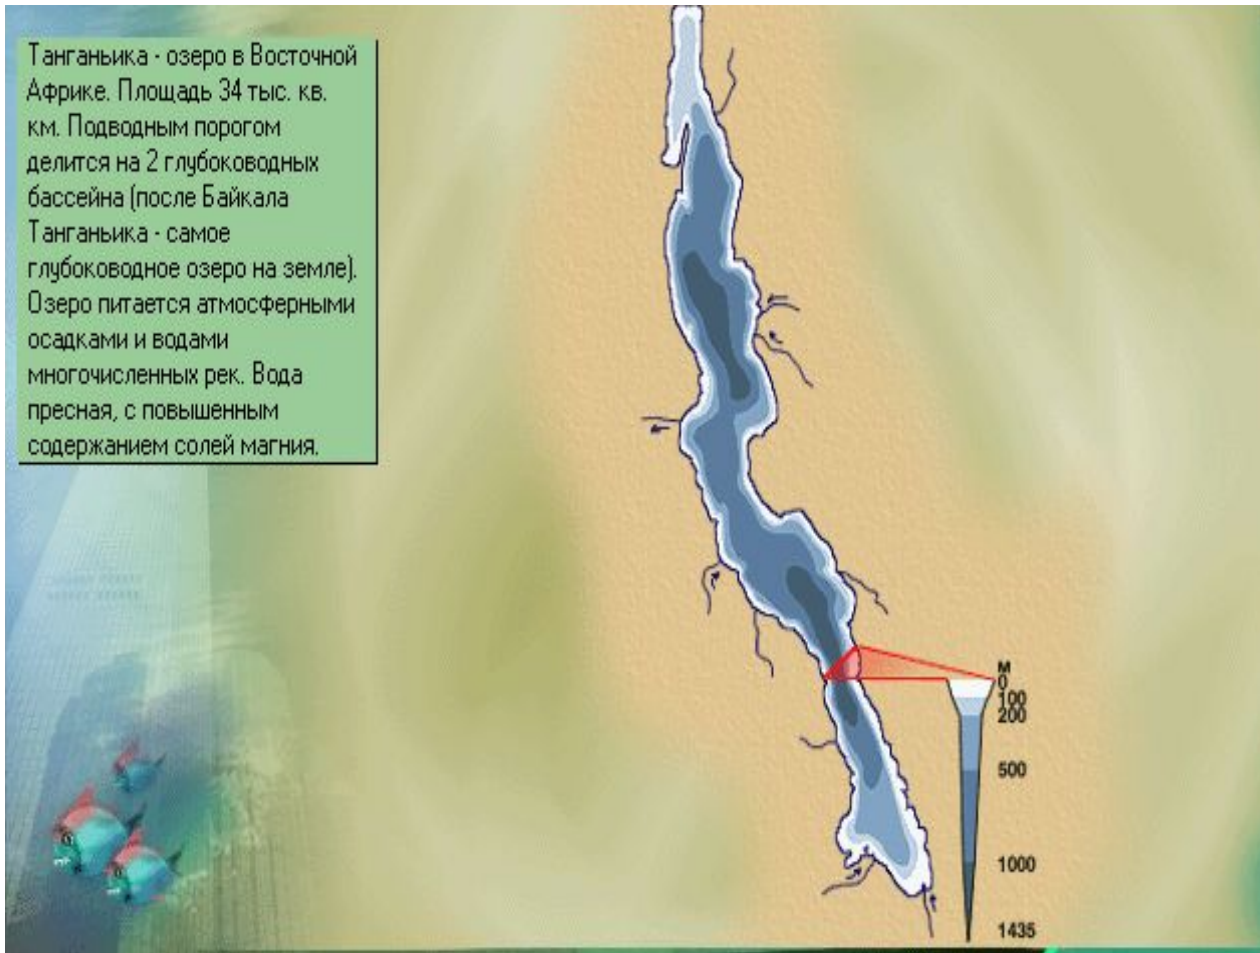 Танганьика - озеро в Восточной
Африке. Площадь 34 тыс. кв.
км. Подводным порогом
делится на 2 глубоководных
бассейна (после Байкала
Танганьика - самое
глубоководное озеро на земле).
Озеро питается атмосферными
осадками и водами
многочисленных рек. Вода
пресная, с повышенным
содержанием солей магния.
м
0
100
200
500
1000
1435